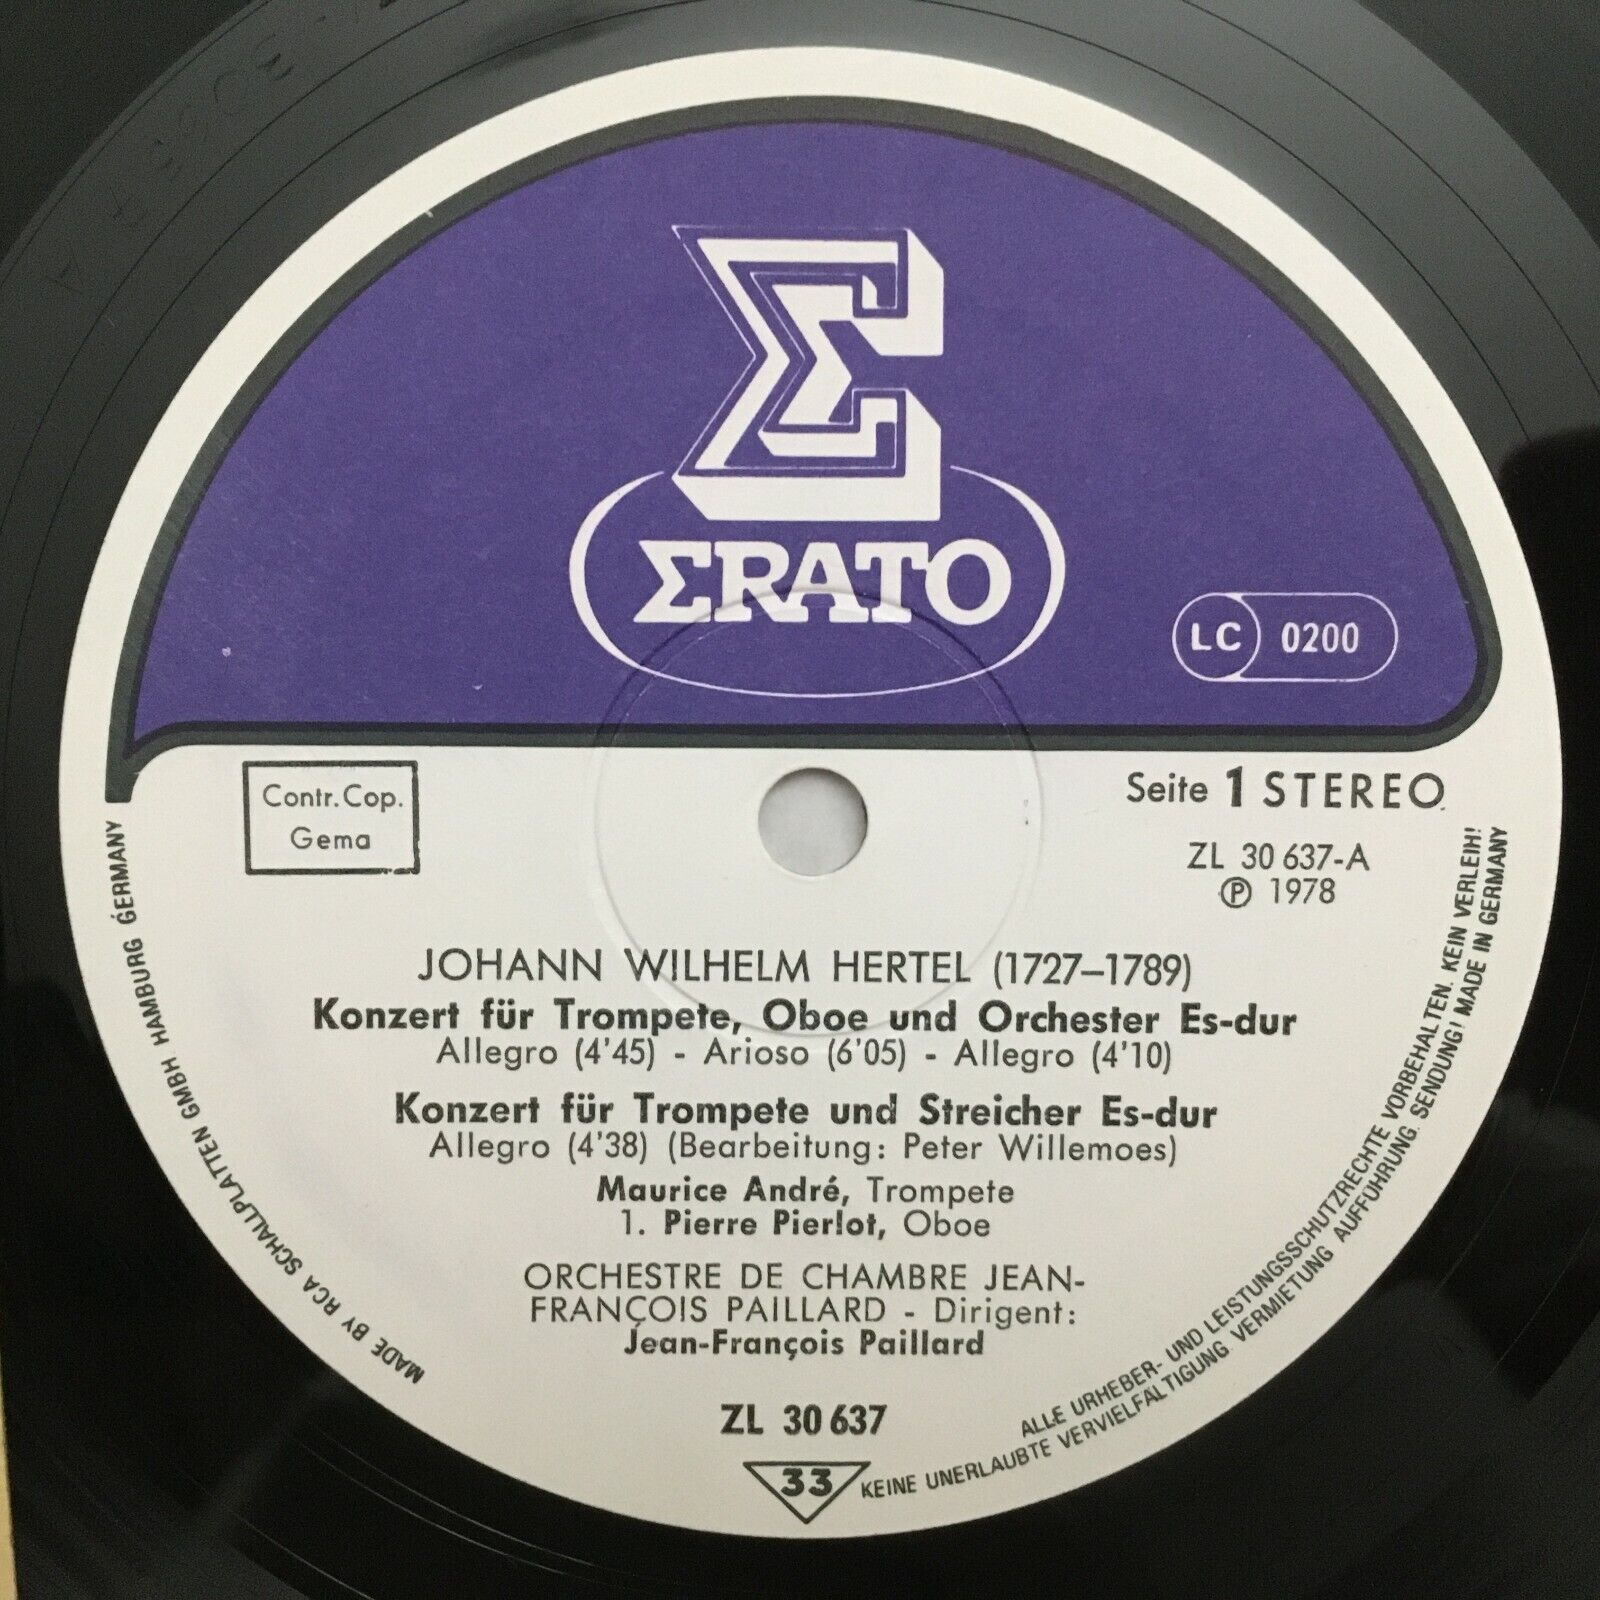 Σ
ΣRATO
LC 0200
Contr. Cop.
Gema
Seite 1 STEREO
ZL 30 637-A
℗ 1978
JOHANN WILHELM HERTEL (1727–1789)
Konzert für Trompete, Oboe und Orchester Es-dur
Allegro (4'45) - Arioso (6'05) - Allegro (4'10)
Konzert für Trompete und Streicher Es-dur
Allegro (4'38) (Bearbeitung: Peter Willemoes)
Maurice André, Trompete
1. Pierre Pierlot, Oboe
ORCHESTRE DE CHAMBRE JEAN-
FRANÇOIS PAILLARD - Dirigent:
Jean-François Paillard
ZL 30 637
33
MADE BY RCA SCHALLPLATTEN GMBH HAMBURG GERMANY
ALLE URHEBER- UND LEISTUNGSSCHUTZRECHTE VORBEHALTEN. KEIN VERLEIH!
KEINE UNERLAUBTE VERVIELFÄLTIGUNG, VERMIETUNG, AUFFÜHRUNG, SENDUNG! MADE IN GERMANY